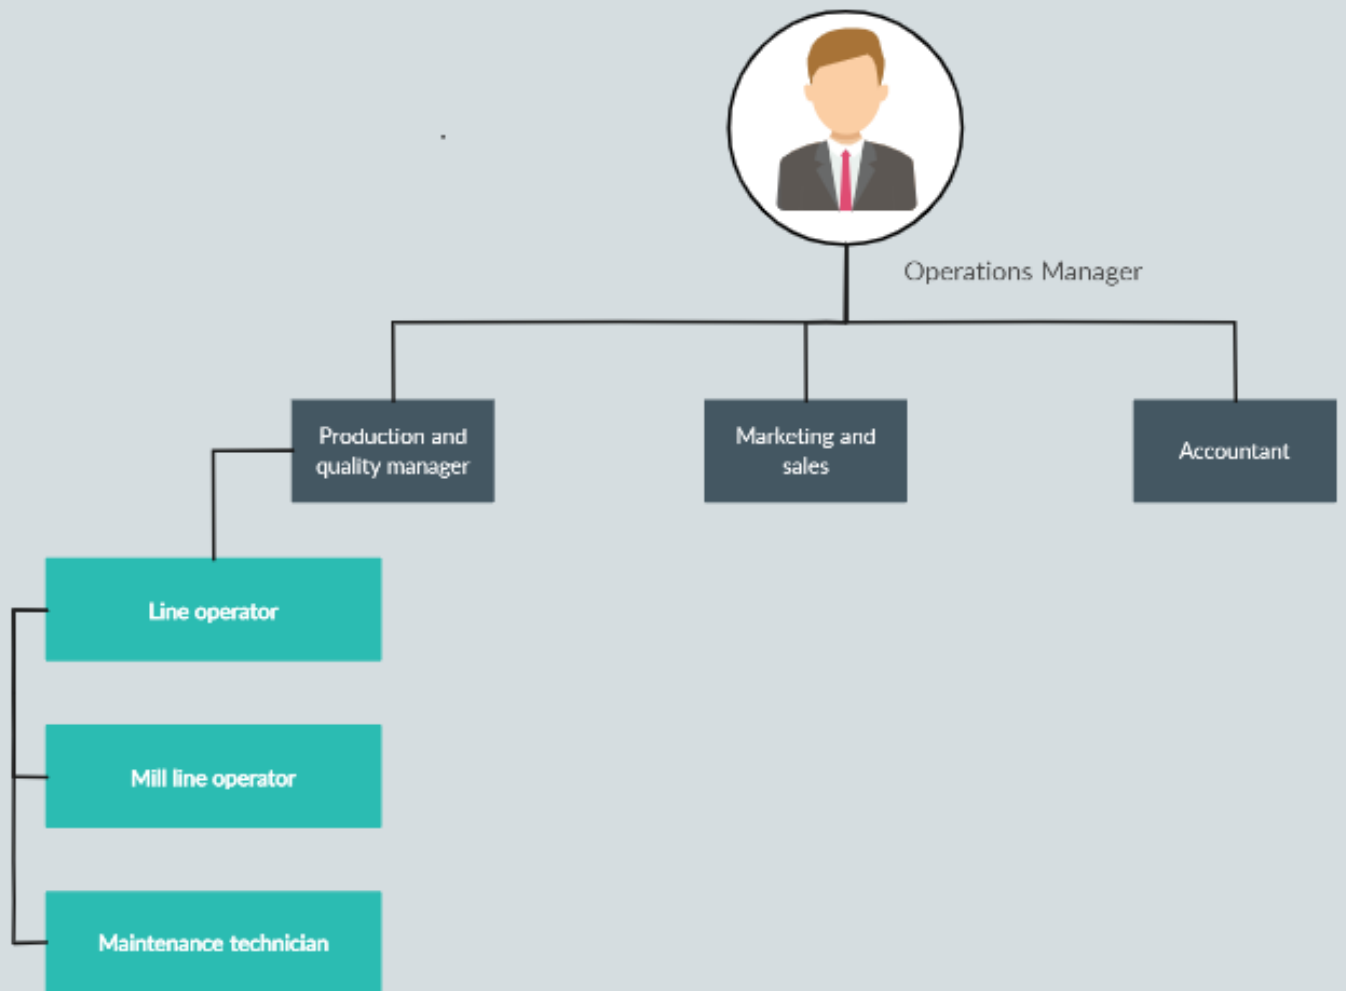 Operations Manager
Production and
quality manager
Marketing and
sales
Accountant
Line operator
Mill line operator
Maintenance technician